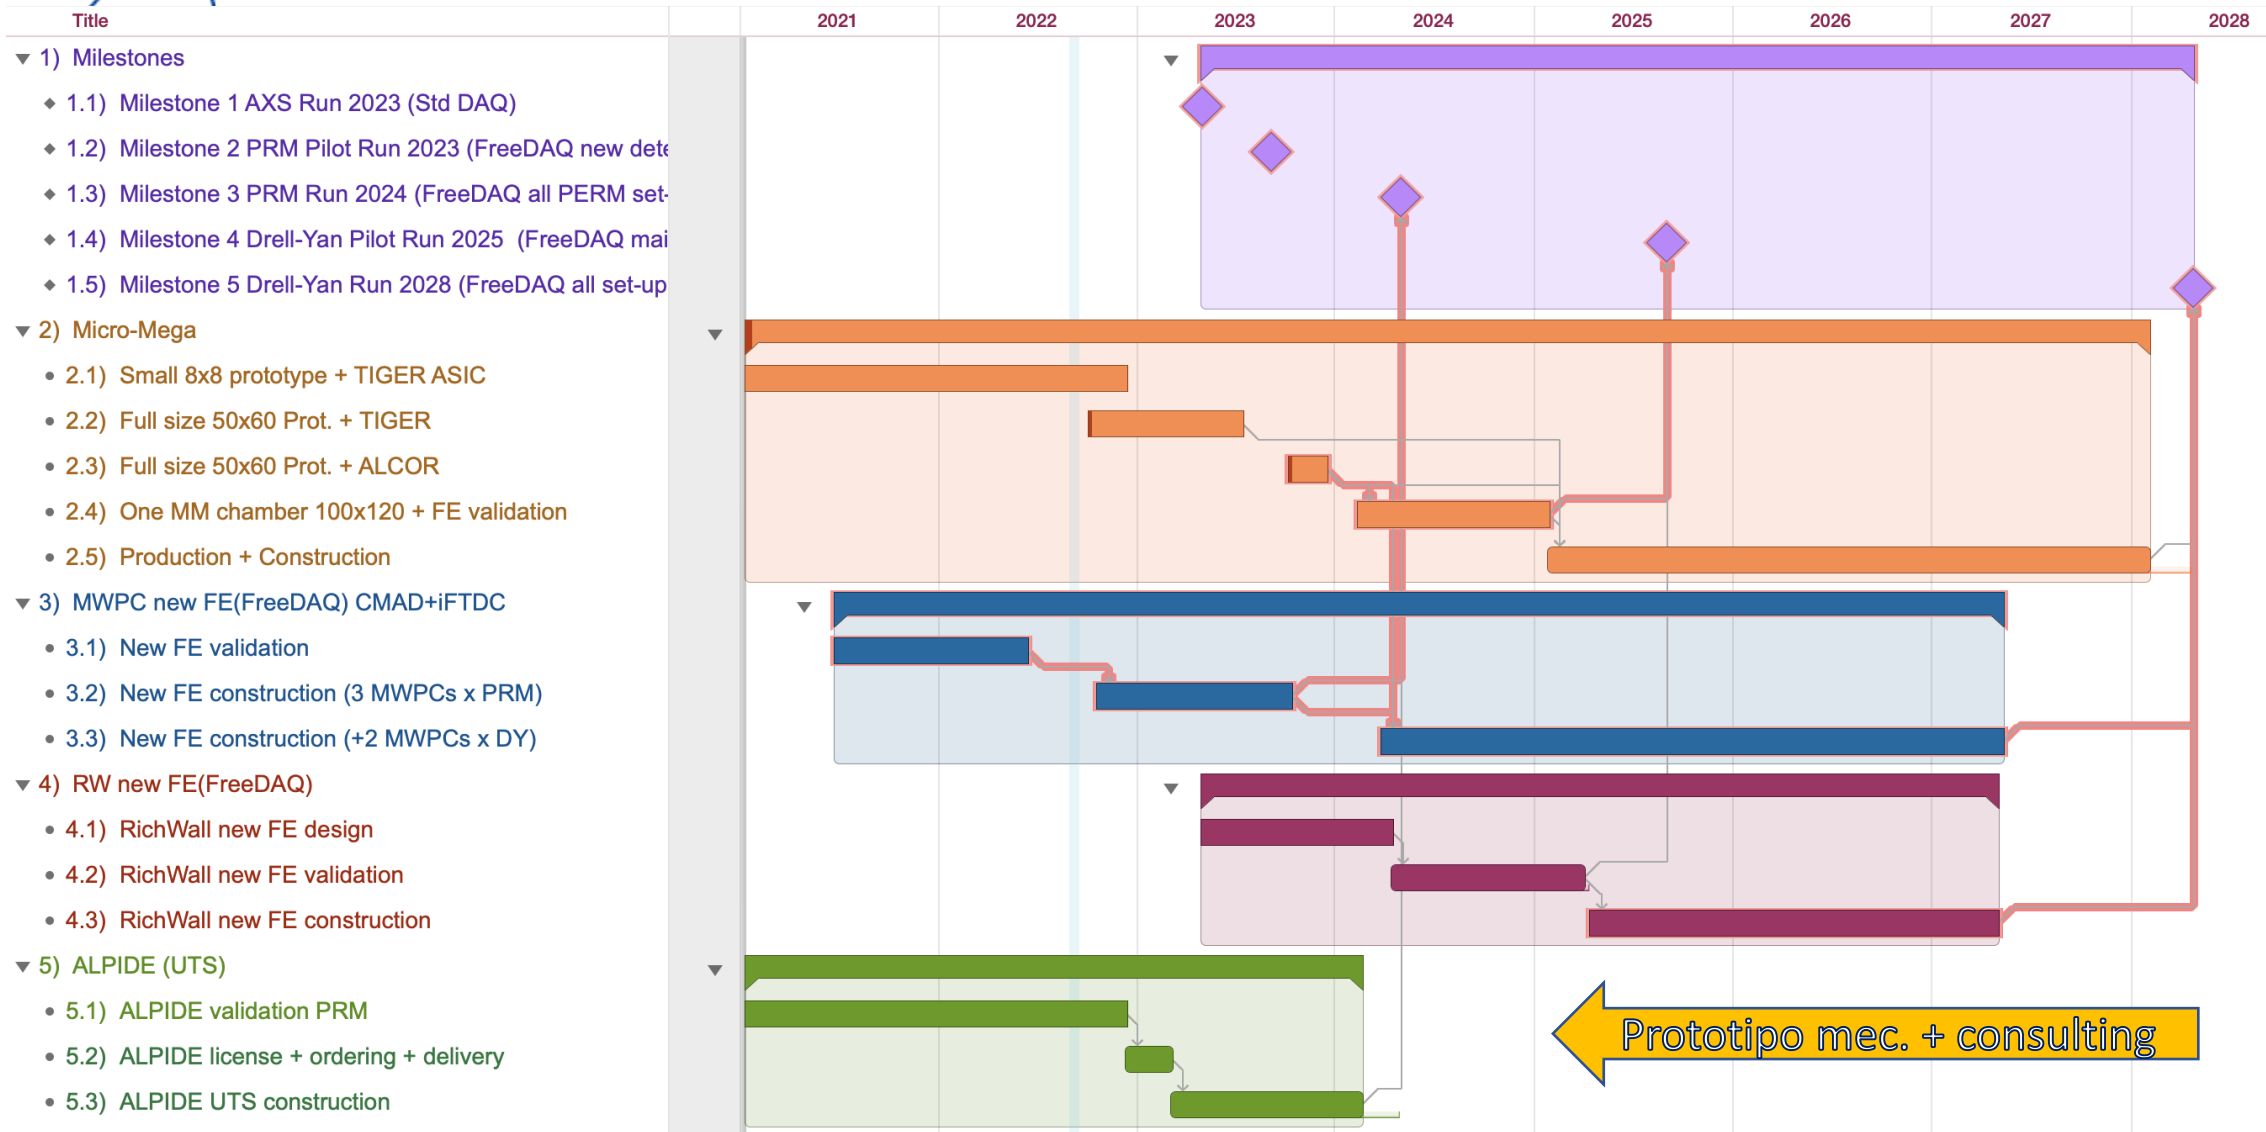 Title 2021 2022 2023 2024 2025 2026 2027 2028
1) Milestones
1.1) Milestone 1 AXS Run 2023 (Std DAQ)
1.2) Milestone 2 PRM Pilot Run 2023 (FreeDAQ new dete
1.3) Milestone 3 PRM Run 2024 (FreeDAQ all PERM set-
1.4) Milestone 4 Drell-Yan Pilot Run 2025 (FreeDAQ mai
1.5) Milestone 5 Drell-Yan Run 2028 (FreeDAQ all set-up
2) Micro-Mega
2.1) Small 8x8 prototype + TIGER ASIC
2.2) Full size 50x60 Prot. + TIGER
2.3) Full size 50x60 Prot. + ALCOR
2.4) One MM chamber 100x120 + FE validation
2.5) Production + Construction
3) MWPC new FE(FreeDAQ) CMAD+iFTDC
3.1) New FE validation
3.2) New FE construction (3 MWPCs x PRM)
3.3) New FE construction (+2 MWPCs x DY)
4) RW new FE(FreeDAQ)
4.1) RichWall new FE design
4.2) RichWall new FE validation
4.3) RichWall new FE construction
5) ALPIDE (UTS)
5.1) ALPIDE validation PRM
5.2) ALPIDE license + ordering + delivery
5.3) ALPIDE UTS construction
Prototipo mec. + consulting